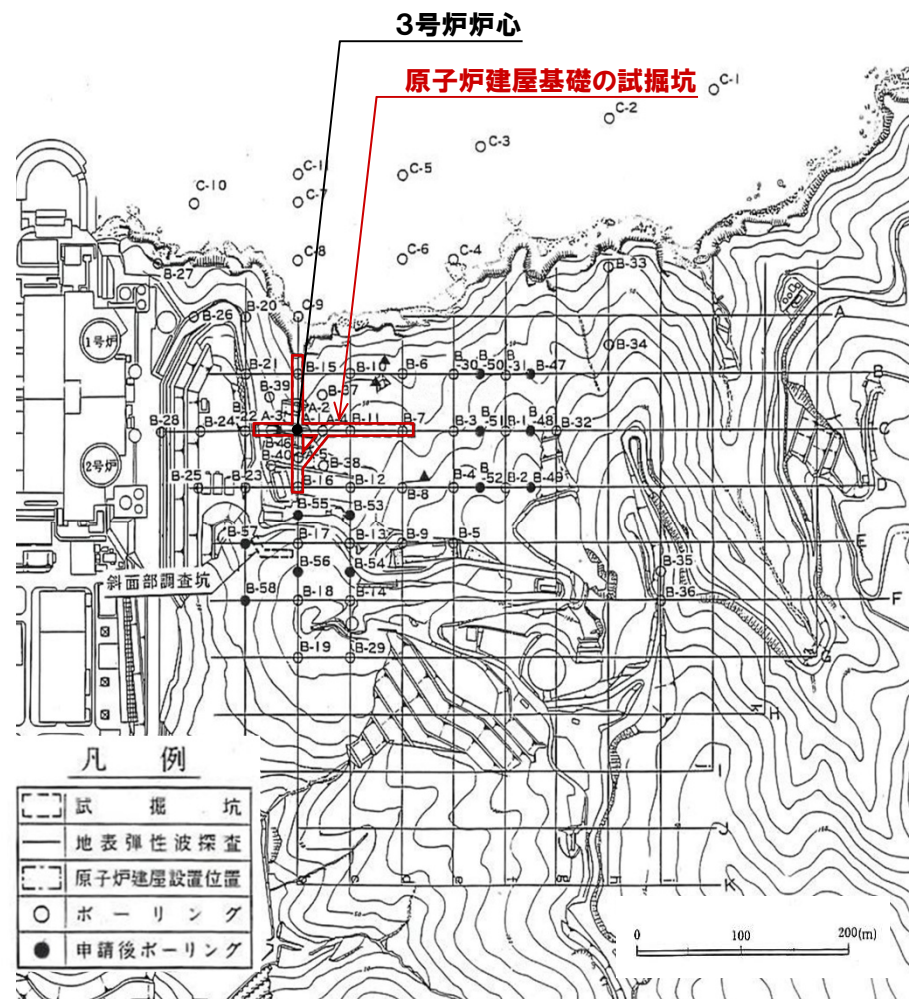 3号炉炉心
原子炉建屋基礎の試掘坑
C-1
C-2
C-3
C-11
C-5
C-10
C-7
C-8
C-6
C-4
B-27
B-33
B-20
C-9
B-26
A
1号炉
B-34
B-21
B-15
B-10
B-6
B
-30
B
-50
B
-31
B-47
B
B-39
B-37
A-2
B-28
B-24
B
-22
A-3
A-1
A-4
B-11
B-7
B-3
B
-51
B-1
B
-48
B-32
C
B-46
B-40
A-5
B-38
2号炉
B-25
B-23
B-16
B-12
B-8
B-4
B
-52
B-2
B-49
D
B-55
B-53
B-57
B-17
B-13
B-9
B-5
E
斜面部調査坑
B-56
B-54
B-35
B-58
B-18
B-14
B-36
F
B-19
B-29
G
k
H
j
I
J
c
d
e
f
g
h
i
K
凡例
試掘坑
地表弾性波探査
原子炉建屋設置位置
ボーリング
申請後ボーリング
0
100
200(m)